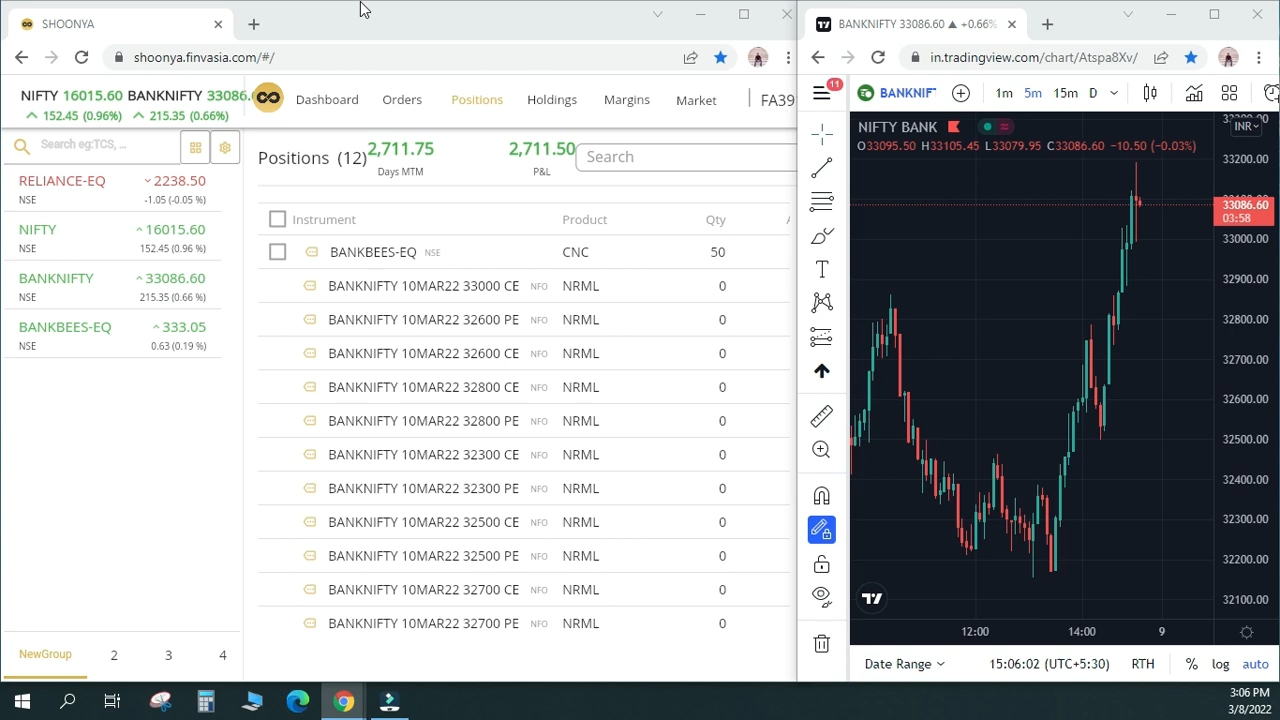 SHOONYA
shoonya.finvasia.com/#/
NIFTY 16015.60
152.45 (0.96%)
BANKNIFTY 33086.
215.35 (0.66%)
Dashboard
Orders
Positions
Holdings
Margins
Market
FA39
Search eg:TCS, ...
RELIANCE-EQ
2238.50
NSE
-1.05 (-0.05 %)
NIFTY
16015.60
NSE
152.45 (0.96 %)
BANKNIFTY
33086.60
NSE
215.35 (0.66 %)
BANKBEES-EQ
333.05
NSE
0.63 (0.19 %)
NewGroup
2
3
4
Positions (12)
2,711.75
Days MTM
2,711.50
P&L
Search
Instrument
Product
Qty
BANKBEES-EQ NSE CNC 50
BANKNIFTY 10MAR22 33000 CE NFO NRML 0
BANKNIFTY 10MAR22 32600 PE NFO NRML 0
BANKNIFTY 10MAR22 32600 CE NFO NRML 0
BANKNIFTY 10MAR22 32800 CE NFO NRML 0
BANKNIFTY 10MAR22 32800 PE NFO NRML 0
BANKNIFTY 10MAR22 32300 CE NFO NRML 0
BANKNIFTY 10MAR22 32300 PE NFO NRML 0
BANKNIFTY 10MAR22 32500 CE NFO NRML 0
BANKNIFTY 10MAR22 32500 PE NFO NRML 0
BANKNIFTY 10MAR22 32700 CE NFO NRML 0
BANKNIFTY 10MAR22 32700 PE NFO NRML 0
BANKNIFTY 33086.60 ▲ +0.66%
in.tradingview.com/chart/Atspa8Xv/
11
BANKNIF
1m
5m
15m
D
NIFTY BANK
O33095.50 H33105.45 L33079.95 C33086.60 −10.50 (−0.03%)
INR
33200.00
33086.60
03:58
33000.00
32900.00
32800.00
32700.00
32600.00
32500.00
32400.00
32300.00
32200.00
32100.00
12:00
14:00
9
Date Range
15:06:02 (UTC+5:30)
RTH
%
log
auto
3:06 PM
3/8/2022